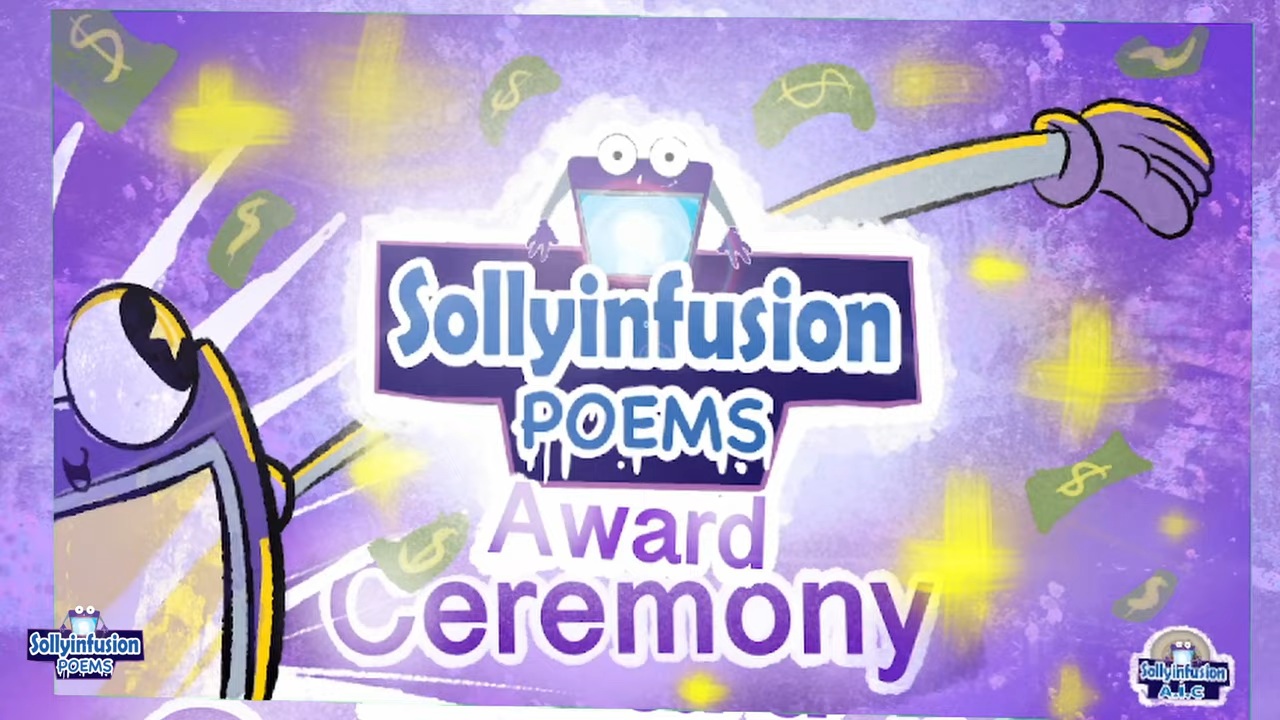 Sollyinfusion
POEMS
Award
Ceremony
Sollyinfusion
POEMS
Sollyinfusion
A.I.C